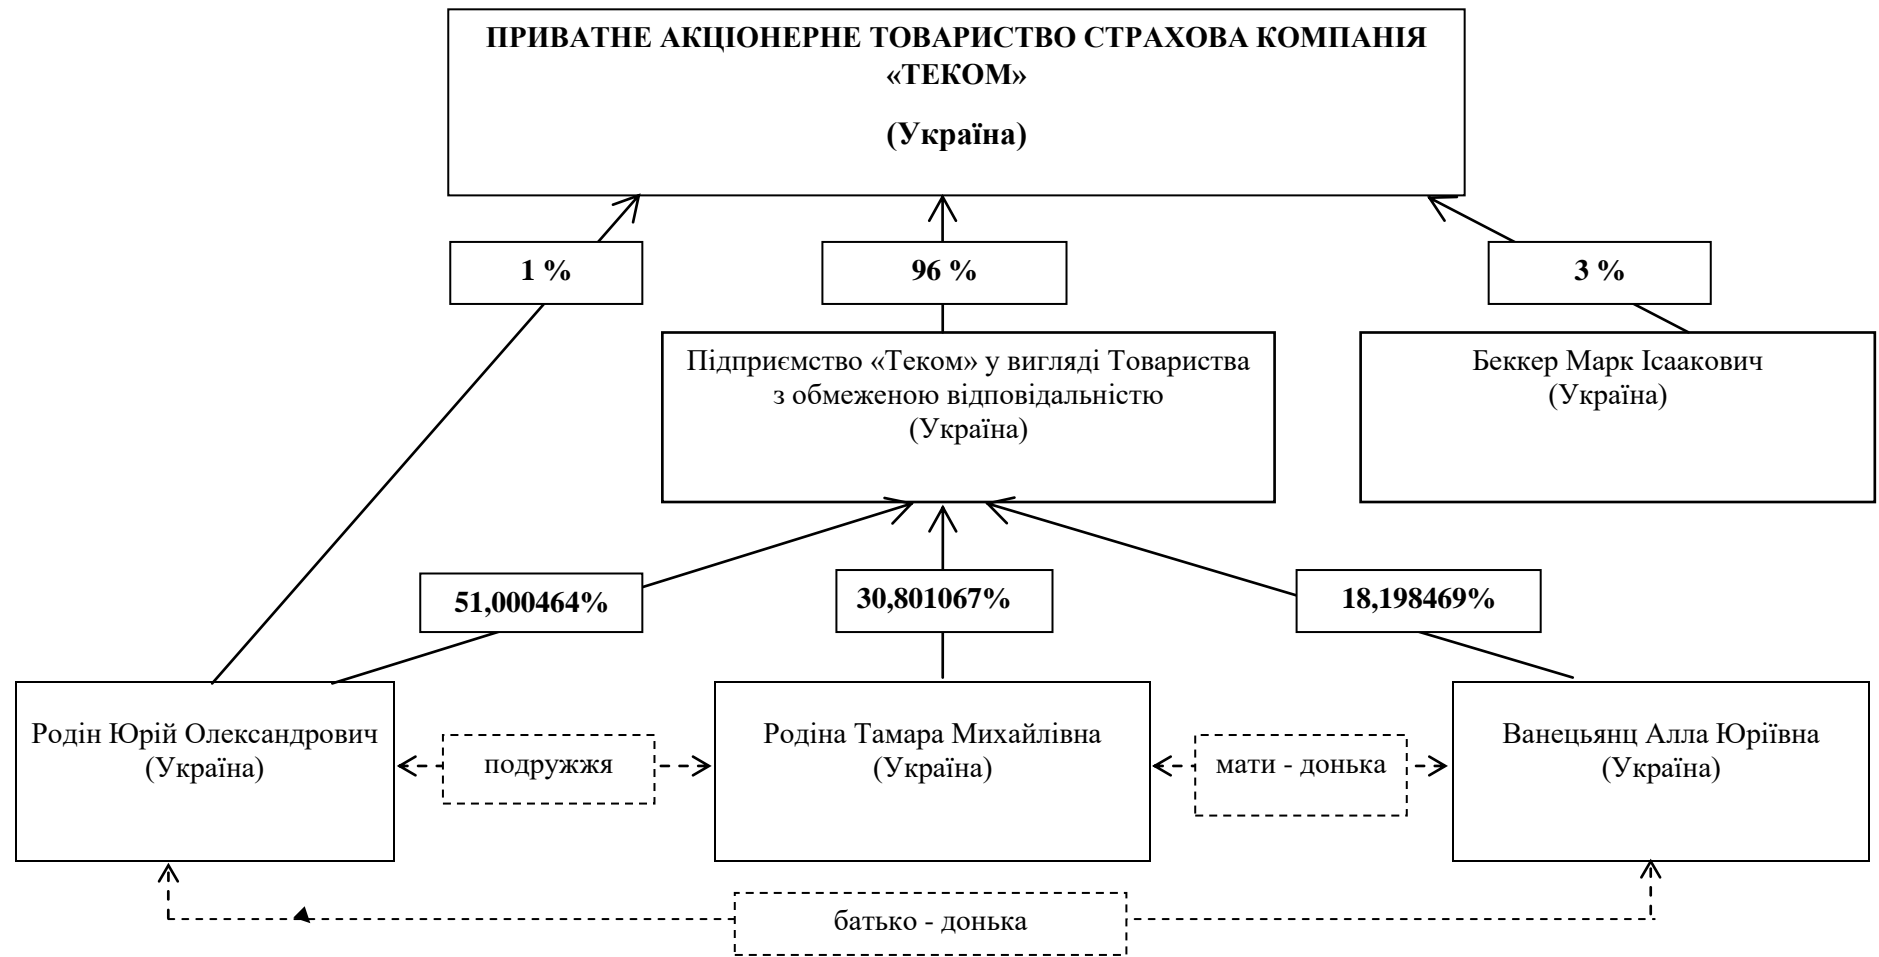 ПРИВАТНЕ АКЦІОНЕРНЕ ТОВАРИСТВО СТРАХОВА КОМПАНІЯ
«ТЕКОМ»
(Україна)
1 %
96 %
3 %
Підприємство «Теком» у вигляді Товариства
з обмеженою відповідальністю
(Україна)
Беккер Марк Ісаакович
(Україна)
51,000464%
30,801067%
18,198469%
Родін Юрій Олександрович
(Україна)
подружжя
Родіна Тамара Михайлівна
(Україна)
мати - донька
Ванецьянц Алла Юріївна
(Україна)
батько - донька